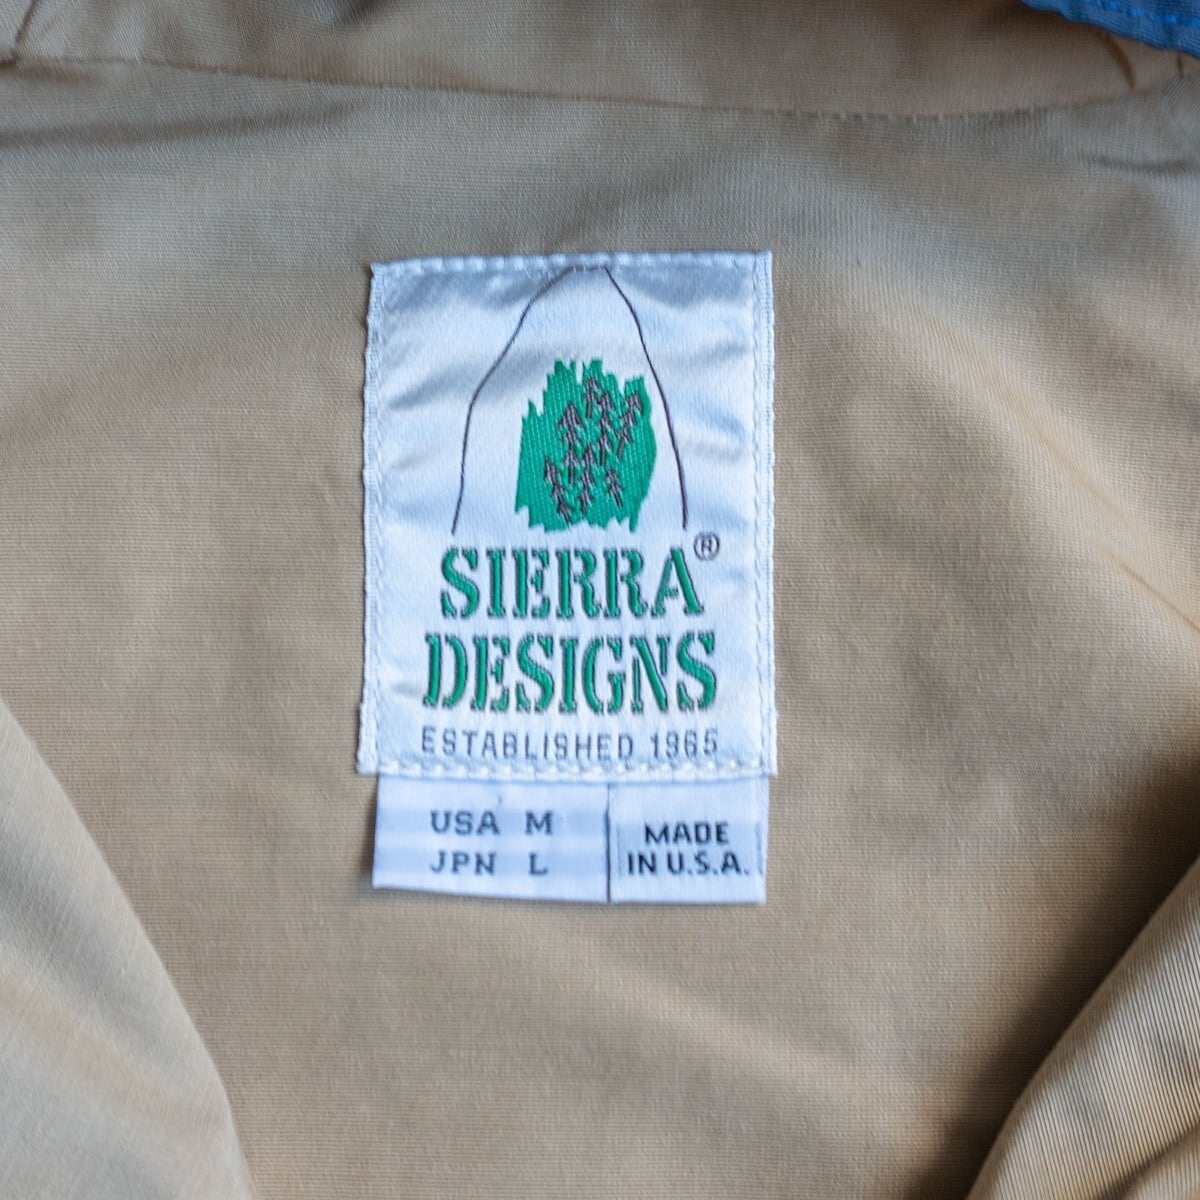 SIERRA®
DESIGNS
ESTABLISHED 1965
USA M
JPN L
MADE
IN U.S.A.